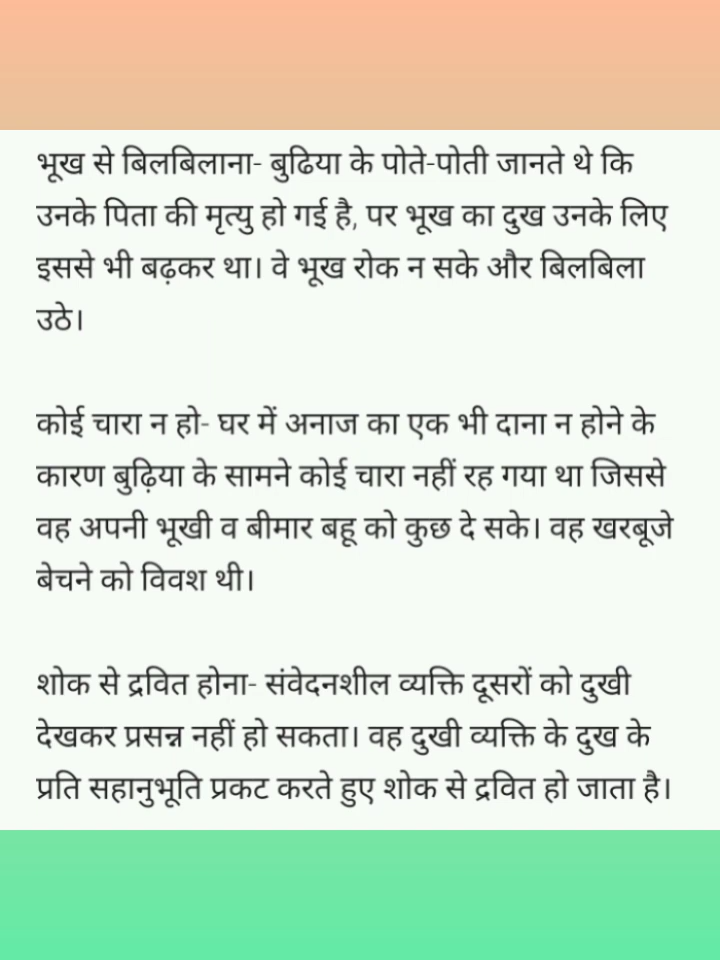 भूख से बिलबिलाना- बुढिया के पोते-पोती जानते थे कि
उनके पिता की मृत्यु हो गई है, पर भूख का दुख उनके लिए
इससे भी बढ़कर था। वे भूख रोक न सके और बिलबिला
उठे।
कोई चारा न हो- घर में अनाज का एक भी दाना न होने के
कारण बुढ़िया के सामने कोई चारा नहीं रह गया था जिससे
वह अपनी भूखी व बीमार बहू को कुछ दे सके। वह खरबूजे
बेचने को विवश थी।
शोक से द्रवित होना- संवेदनशील व्यक्ति दूसरों को दुखी
देखकर प्रसन्न नहीं हो सकता। वह दुखी व्यक्ति के दुख के
प्रति सहानुभूति प्रकट करते हुए शोक से द्रवित हो जाता है।